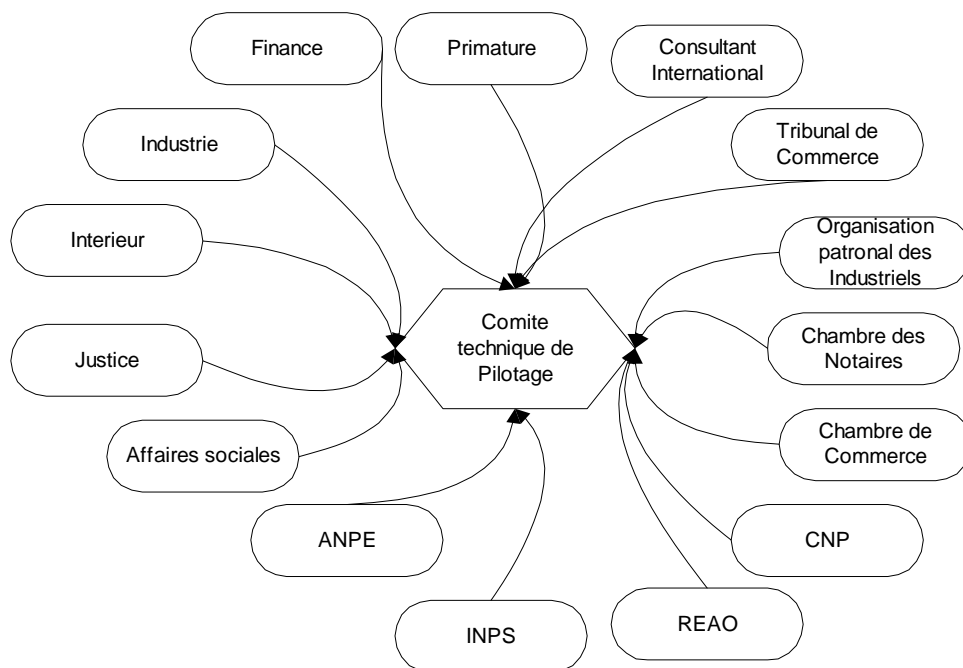 Finance
Primature
Consultant
International
Industrie
Tribunal de
Commerce
Interieur
Organisation
patronal des
Industriels
Comite
technique de
Pilotage
Justice
Chambre des
Notaires
Affaires sociales
Chambre de
Commerce
ANPE
CNP
INPS
REAO